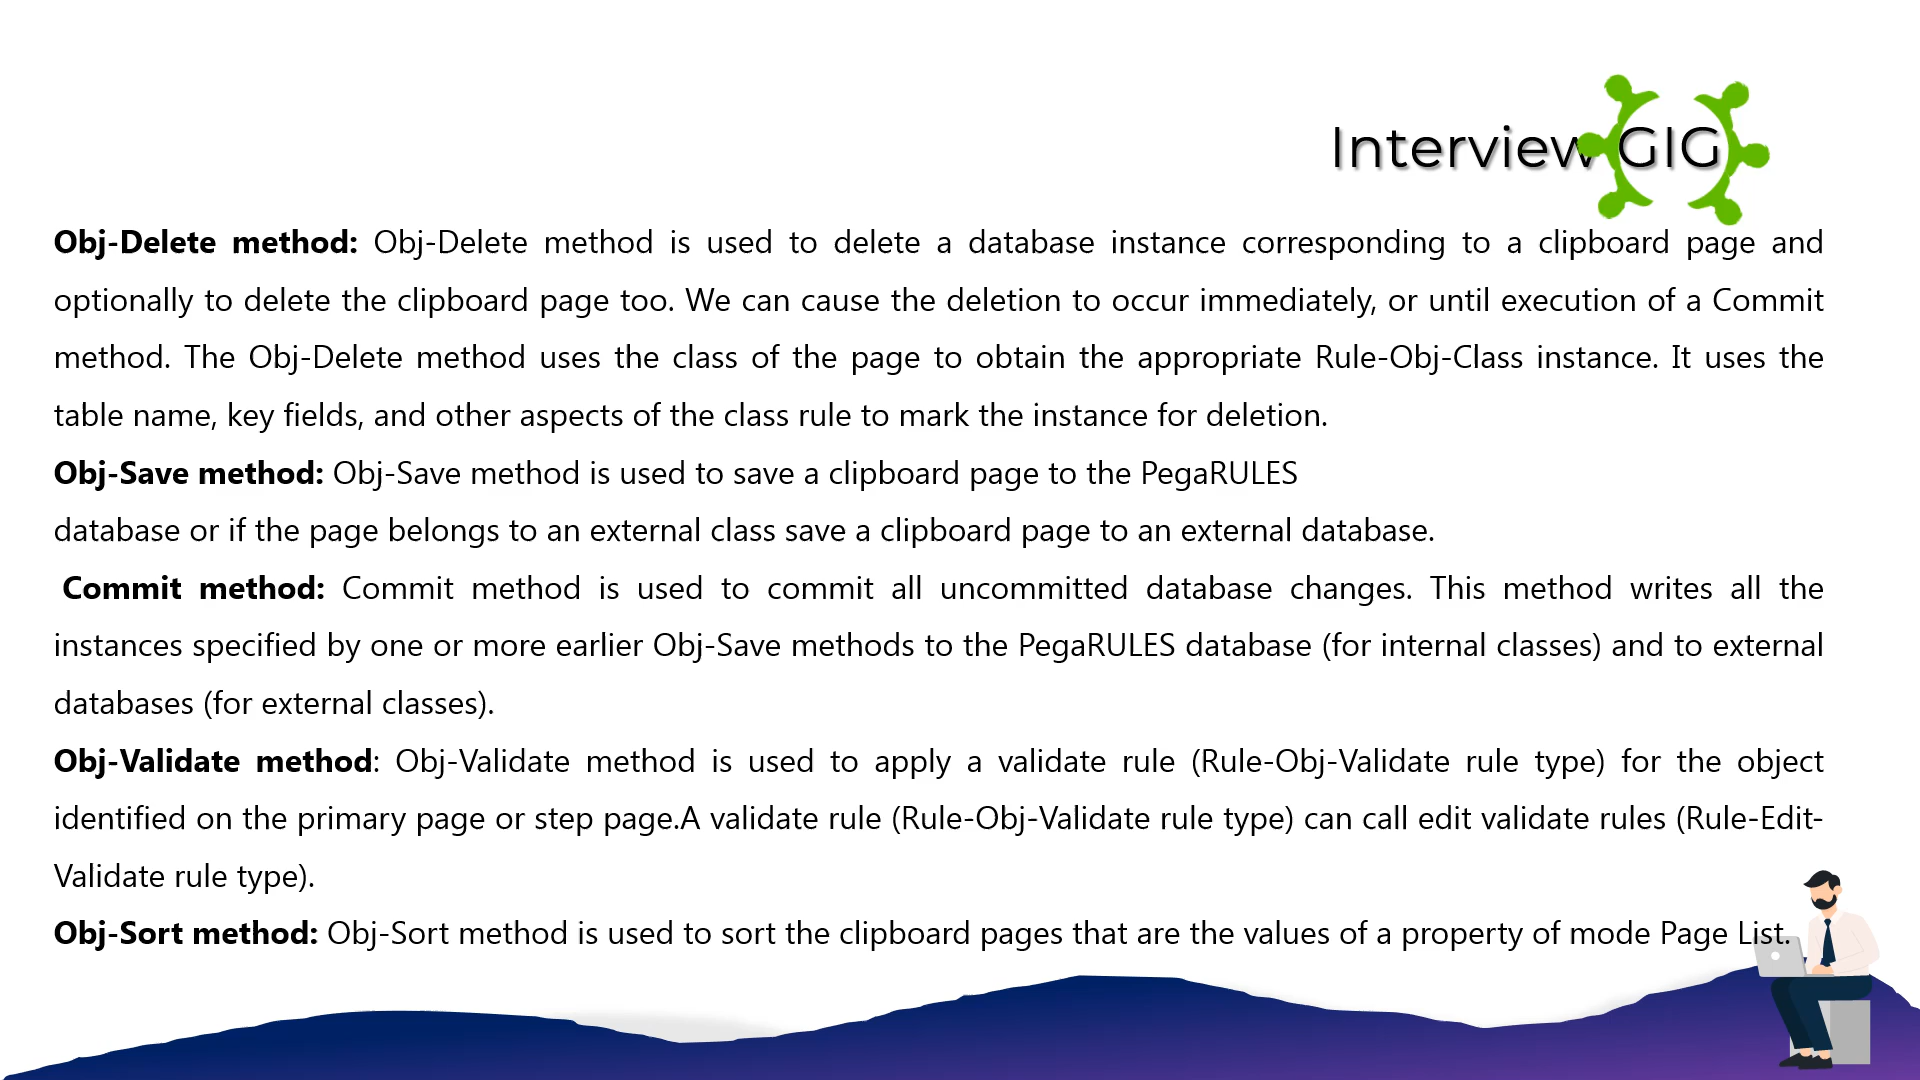 Interview GIG
Obj-Delete method: Obj-Delete method is used to delete a database instance corresponding to a clipboard page and
optionally to delete the clipboard page too. We can cause the deletion to occur immediately, or until execution of a Commit
method. The Obj-Delete method uses the class of the page to obtain the appropriate Rule-Obj-Class instance. It uses the
table name, key fields, and other aspects of the class rule to mark the instance for deletion.
Obj-Save method: Obj-Save method is used to save a clipboard page to the PegaRULES
database or if the page belongs to an external class save a clipboard page to an external database.
Commit method: Commit method is used to commit all uncommitted database changes. This method writes all the
instances specified by one or more earlier Obj-Save methods to the PegaRULES database (for internal classes) and to external
databases (for external classes).
Obj-Validate method: Obj-Validate method is used to apply a validate rule (Rule-Obj-Validate rule type) for the object
identified on the primary page or step page.A validate rule (Rule-Obj-Validate rule type) can call edit validate rules (Rule-Edit-
Validate rule type).
Obj-Sort method: Obj-Sort method is used to sort the clipboard pages that are the values of a property of mode Page List.